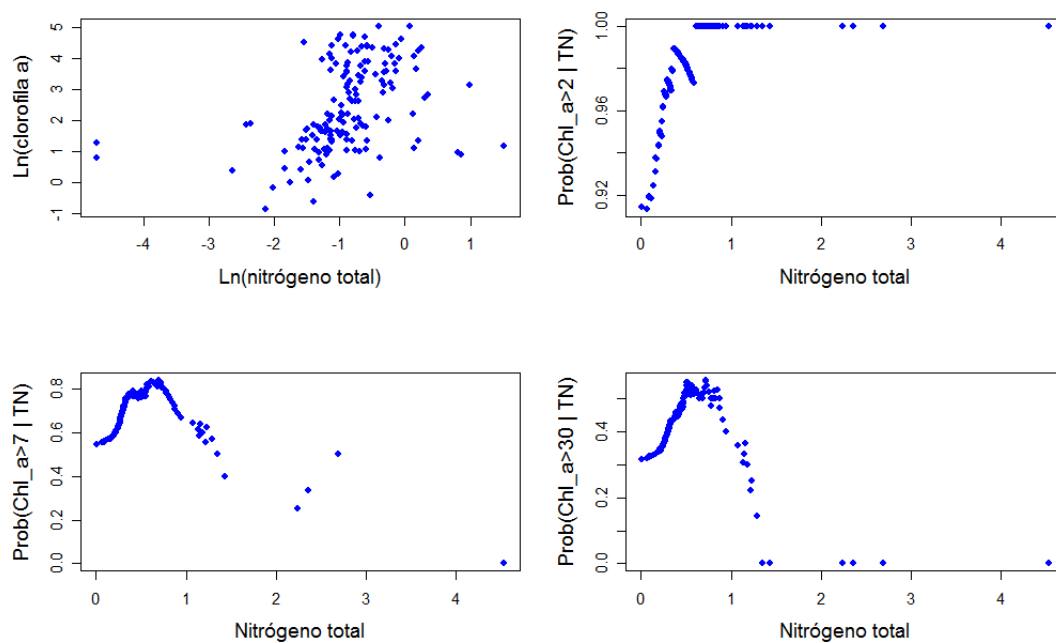 Ln(clorofila a)
-1 0 1 2 3 4 5
-4 -3 -2 -1 0 1
Ln(nitrógeno total)
Prob(Chl_a>2 | TN)
0.92 0.96 1.00
0 1 2 3 4
Nitrógeno total
Prob(Chl_a>7 | TN)
0.0 0.2 0.4 0.6 0.8
0 1 2 3 4
Nitrógeno total
Prob(Chl_a>30 | TN)
0.0 0.2 0.4
0 1 2 3 4
Nitrógeno total